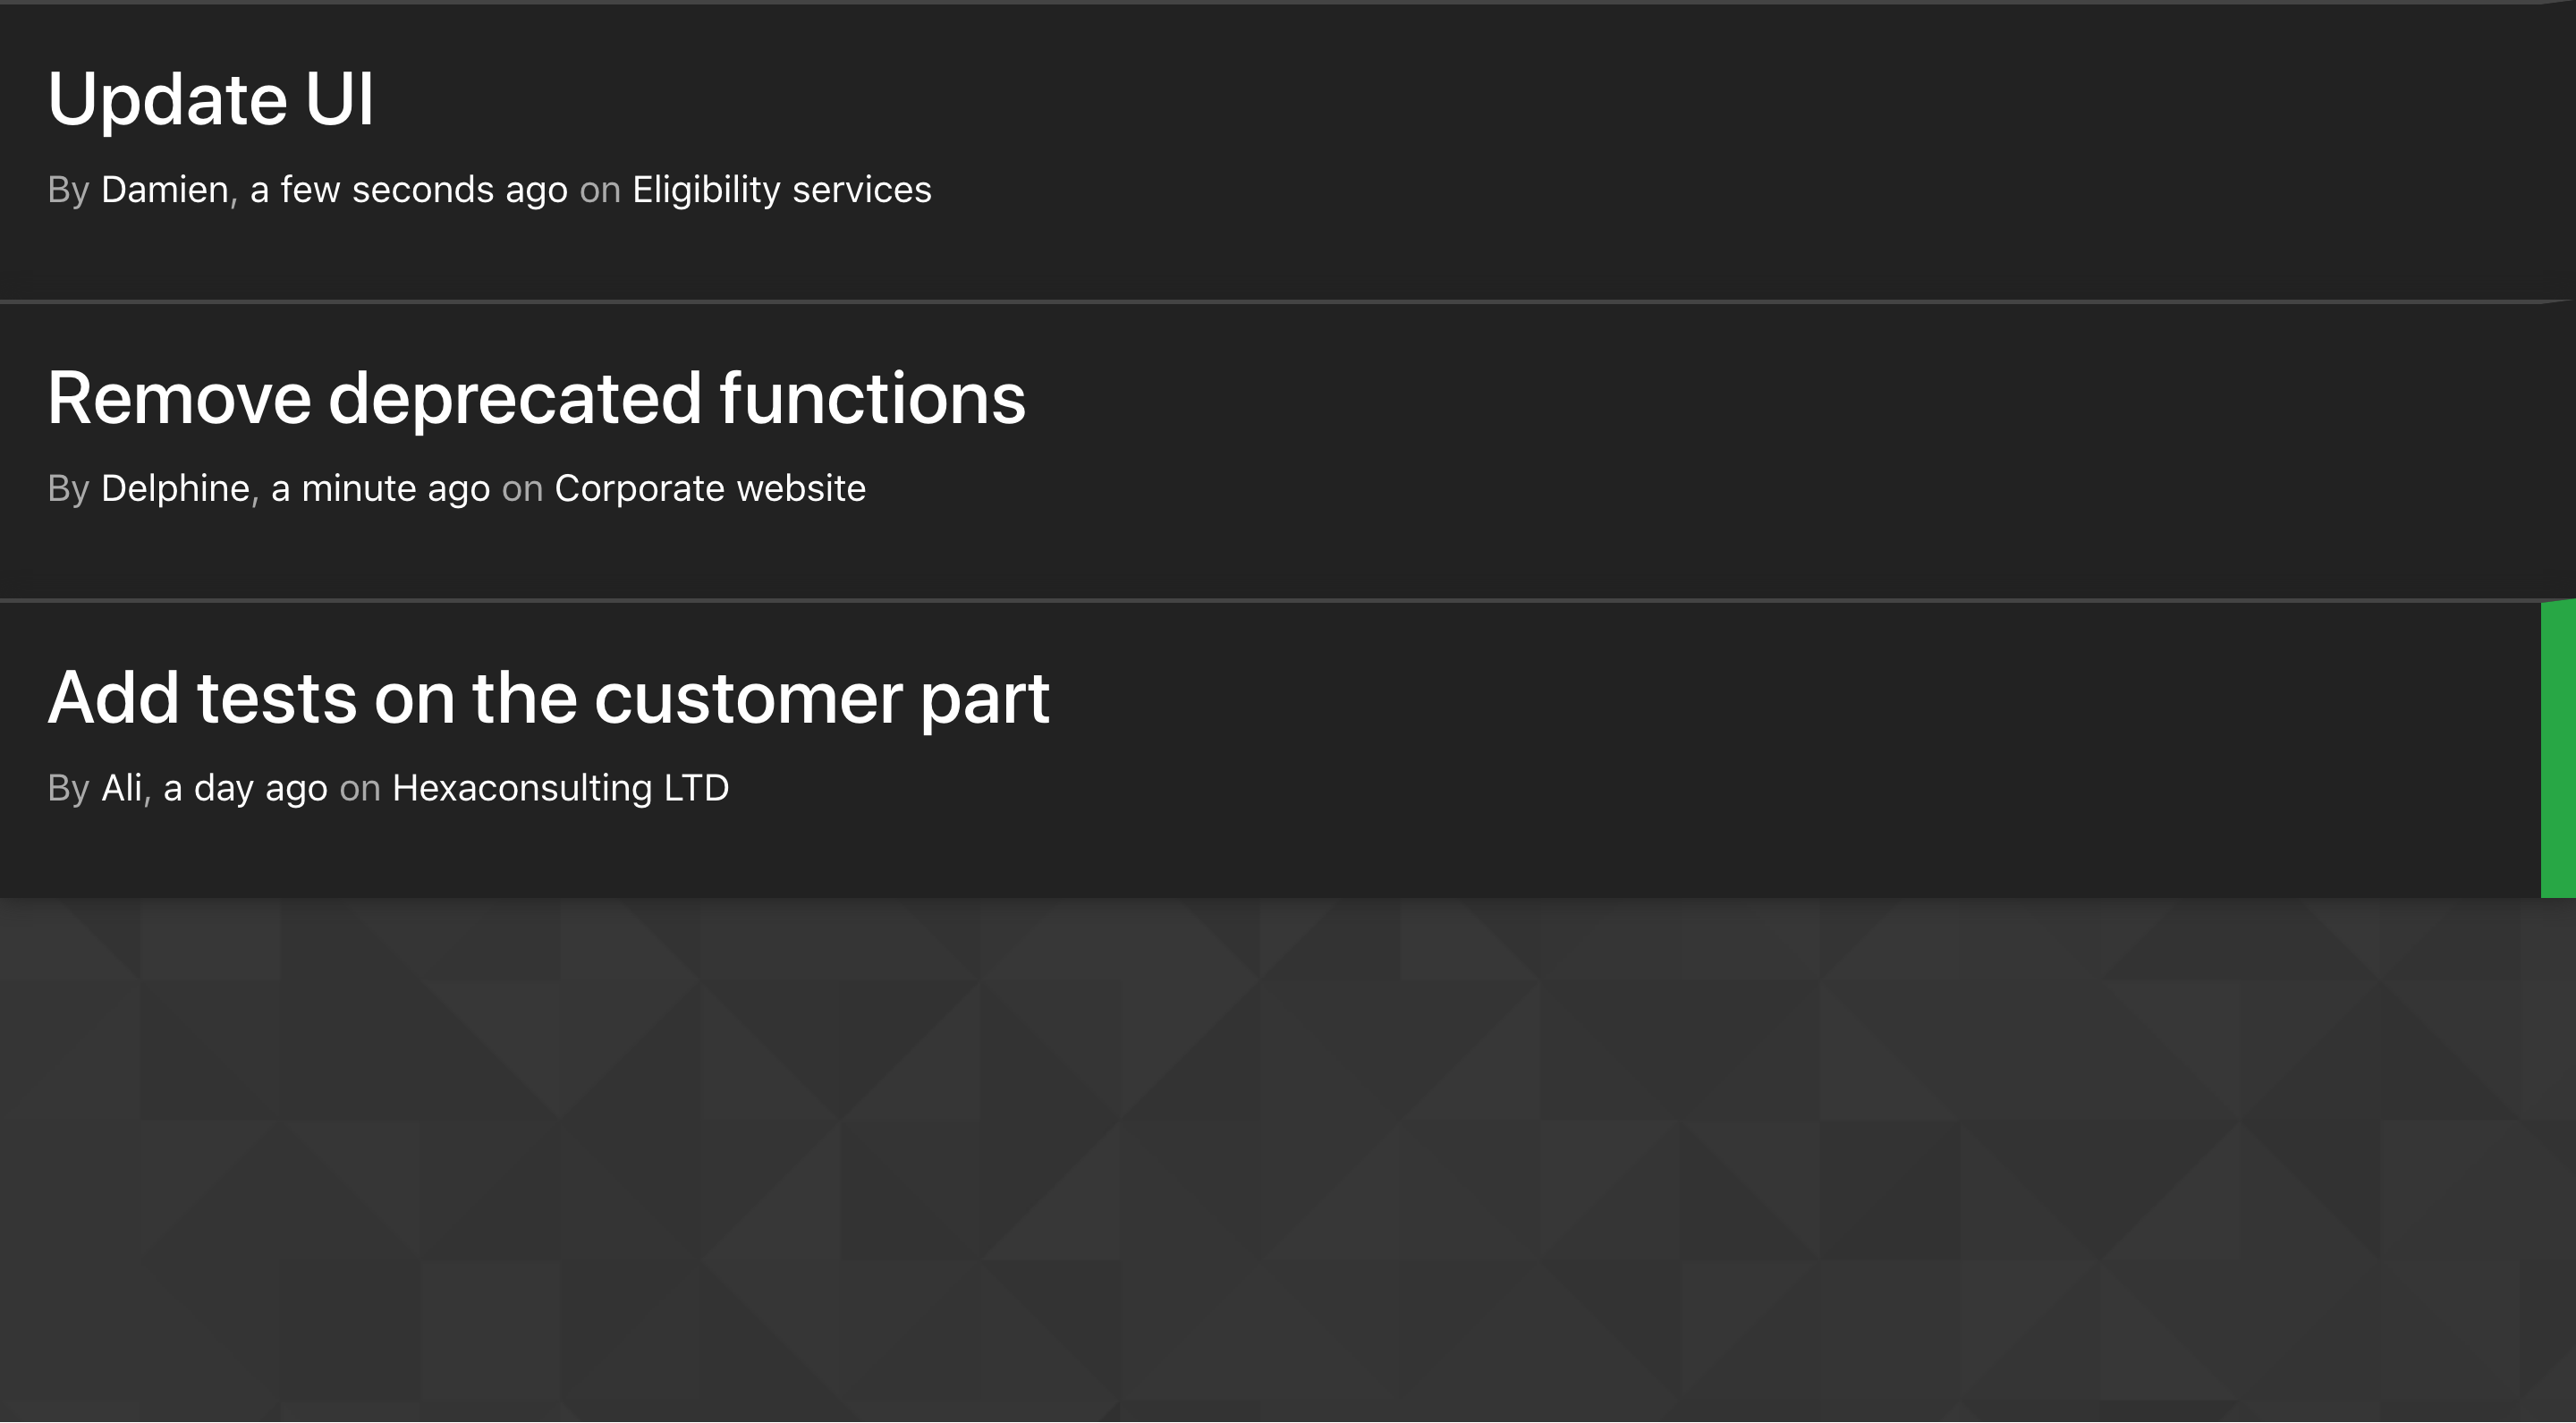 Update UI
By Damien, a few seconds ago on Eligibility services
Remove deprecated functions
By Delphine, a minute ago on Corporate website
Add tests on the customer part
By Ali, a day ago on Hexaconsulting LTD